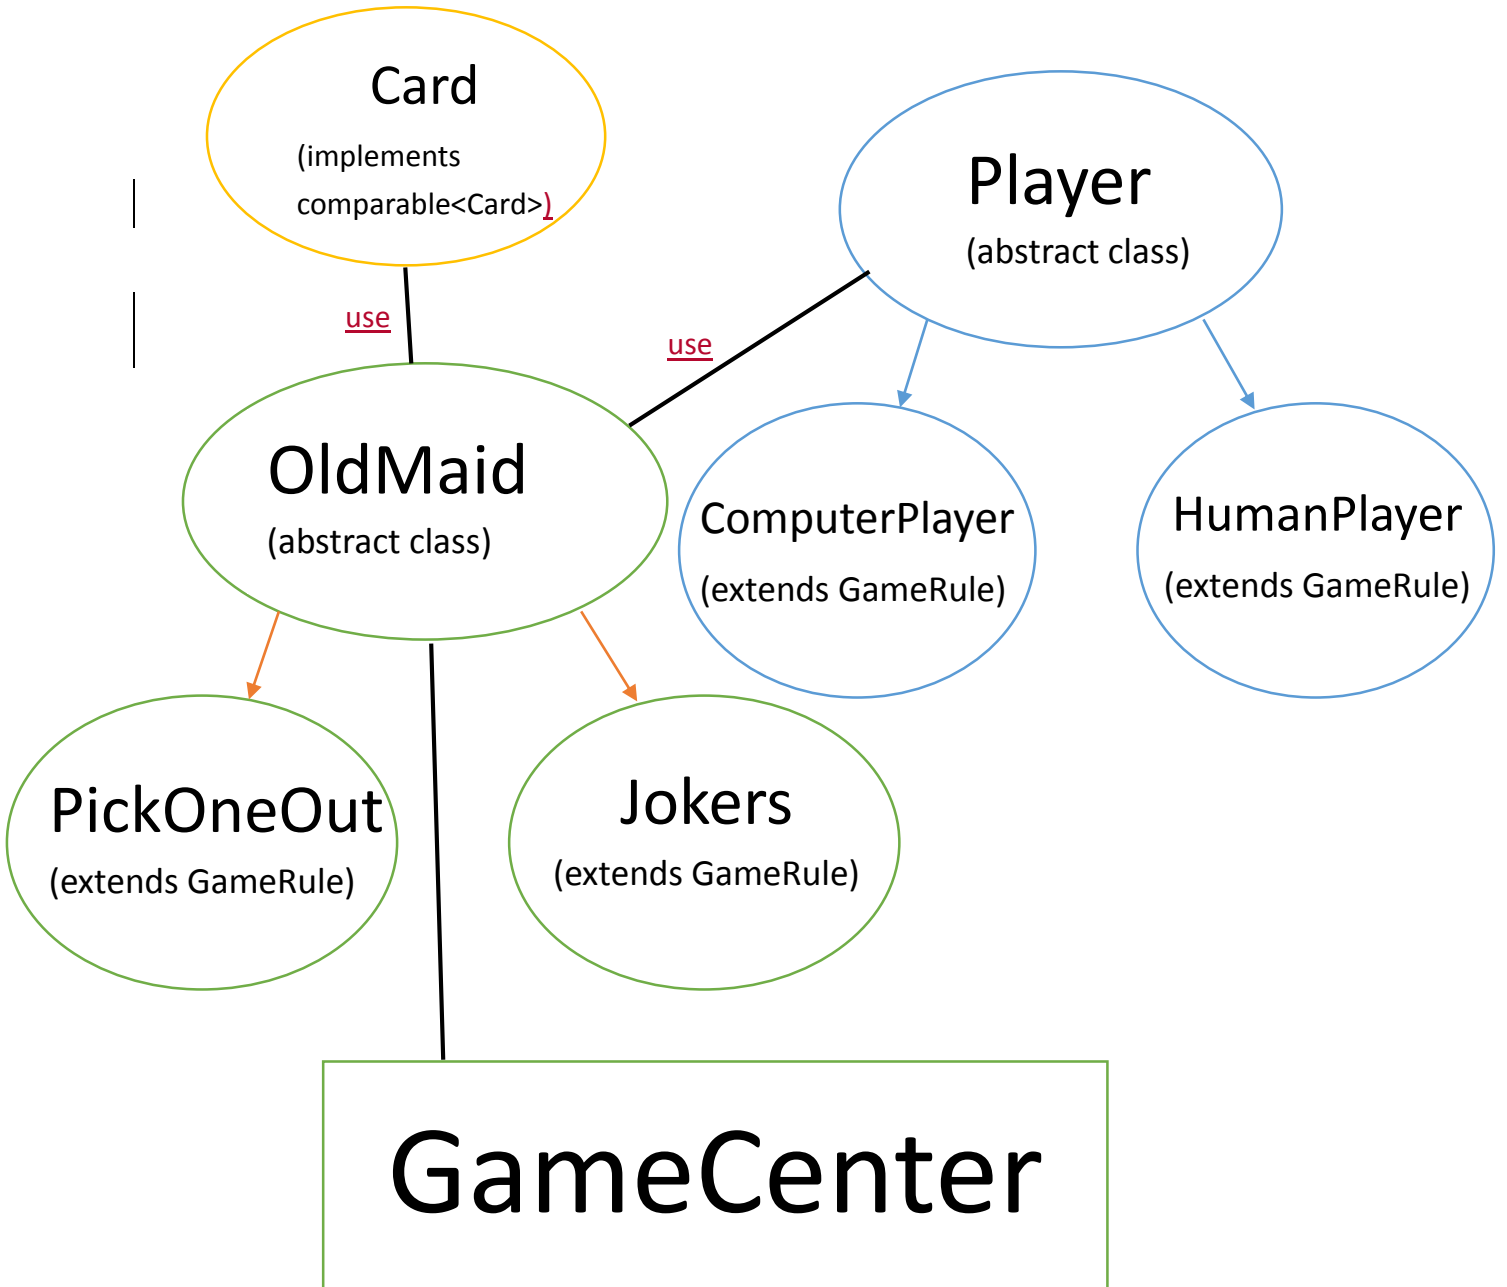 Card
(implements
comparable<Card>)
Player
(abstract class)
use
use
OldMaid
(abstract class)
ComputerPlayer
(extends GameRule)
HumanPlayer
(extends GameRule)
PickOneOut
(extends GameRule)
Jokers
(extends GameRule)
GameCenter